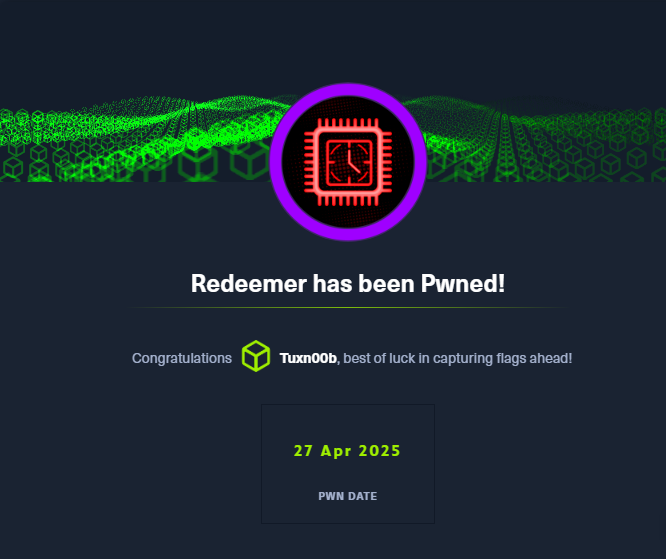 Redeemer has been Pwned!
Congratulations Tuxn00b, best of luck in capturing flags ahead!
27 Apr 2025
PWN DATE